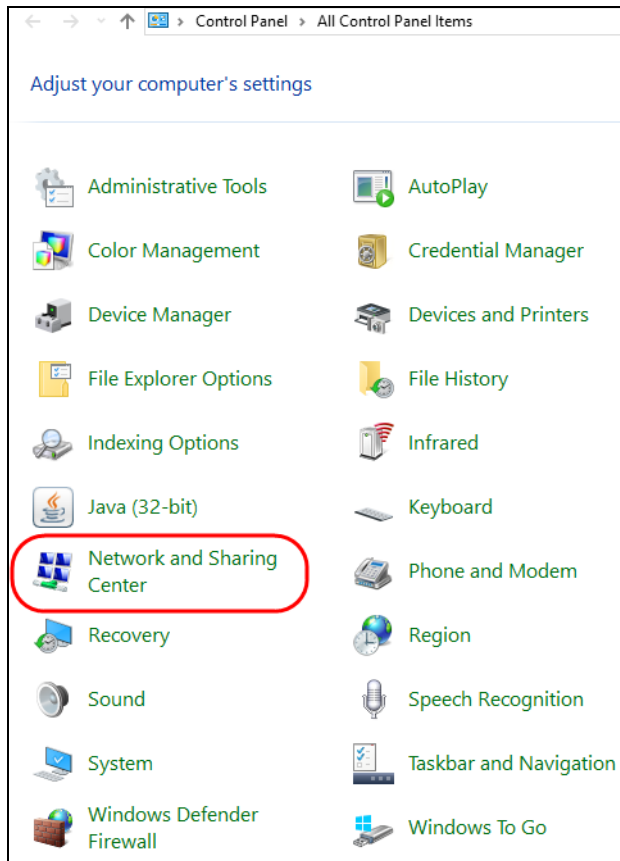 Control Panel > All Control Panel Items
Adjust your computer's settings
Administrative Tools
AutoPlay
Color Management
Credential Manager
Device Manager
Devices and Printers
File Explorer Options
File History
Indexing Options
Infrared
Java (32-bit)
Keyboard
Network and Sharing
Center
Phone and Modem
Recovery
Region
Sound
Speech Recognition
System
Taskbar and Navigation
Windows Defender
Firewall
Windows To Go